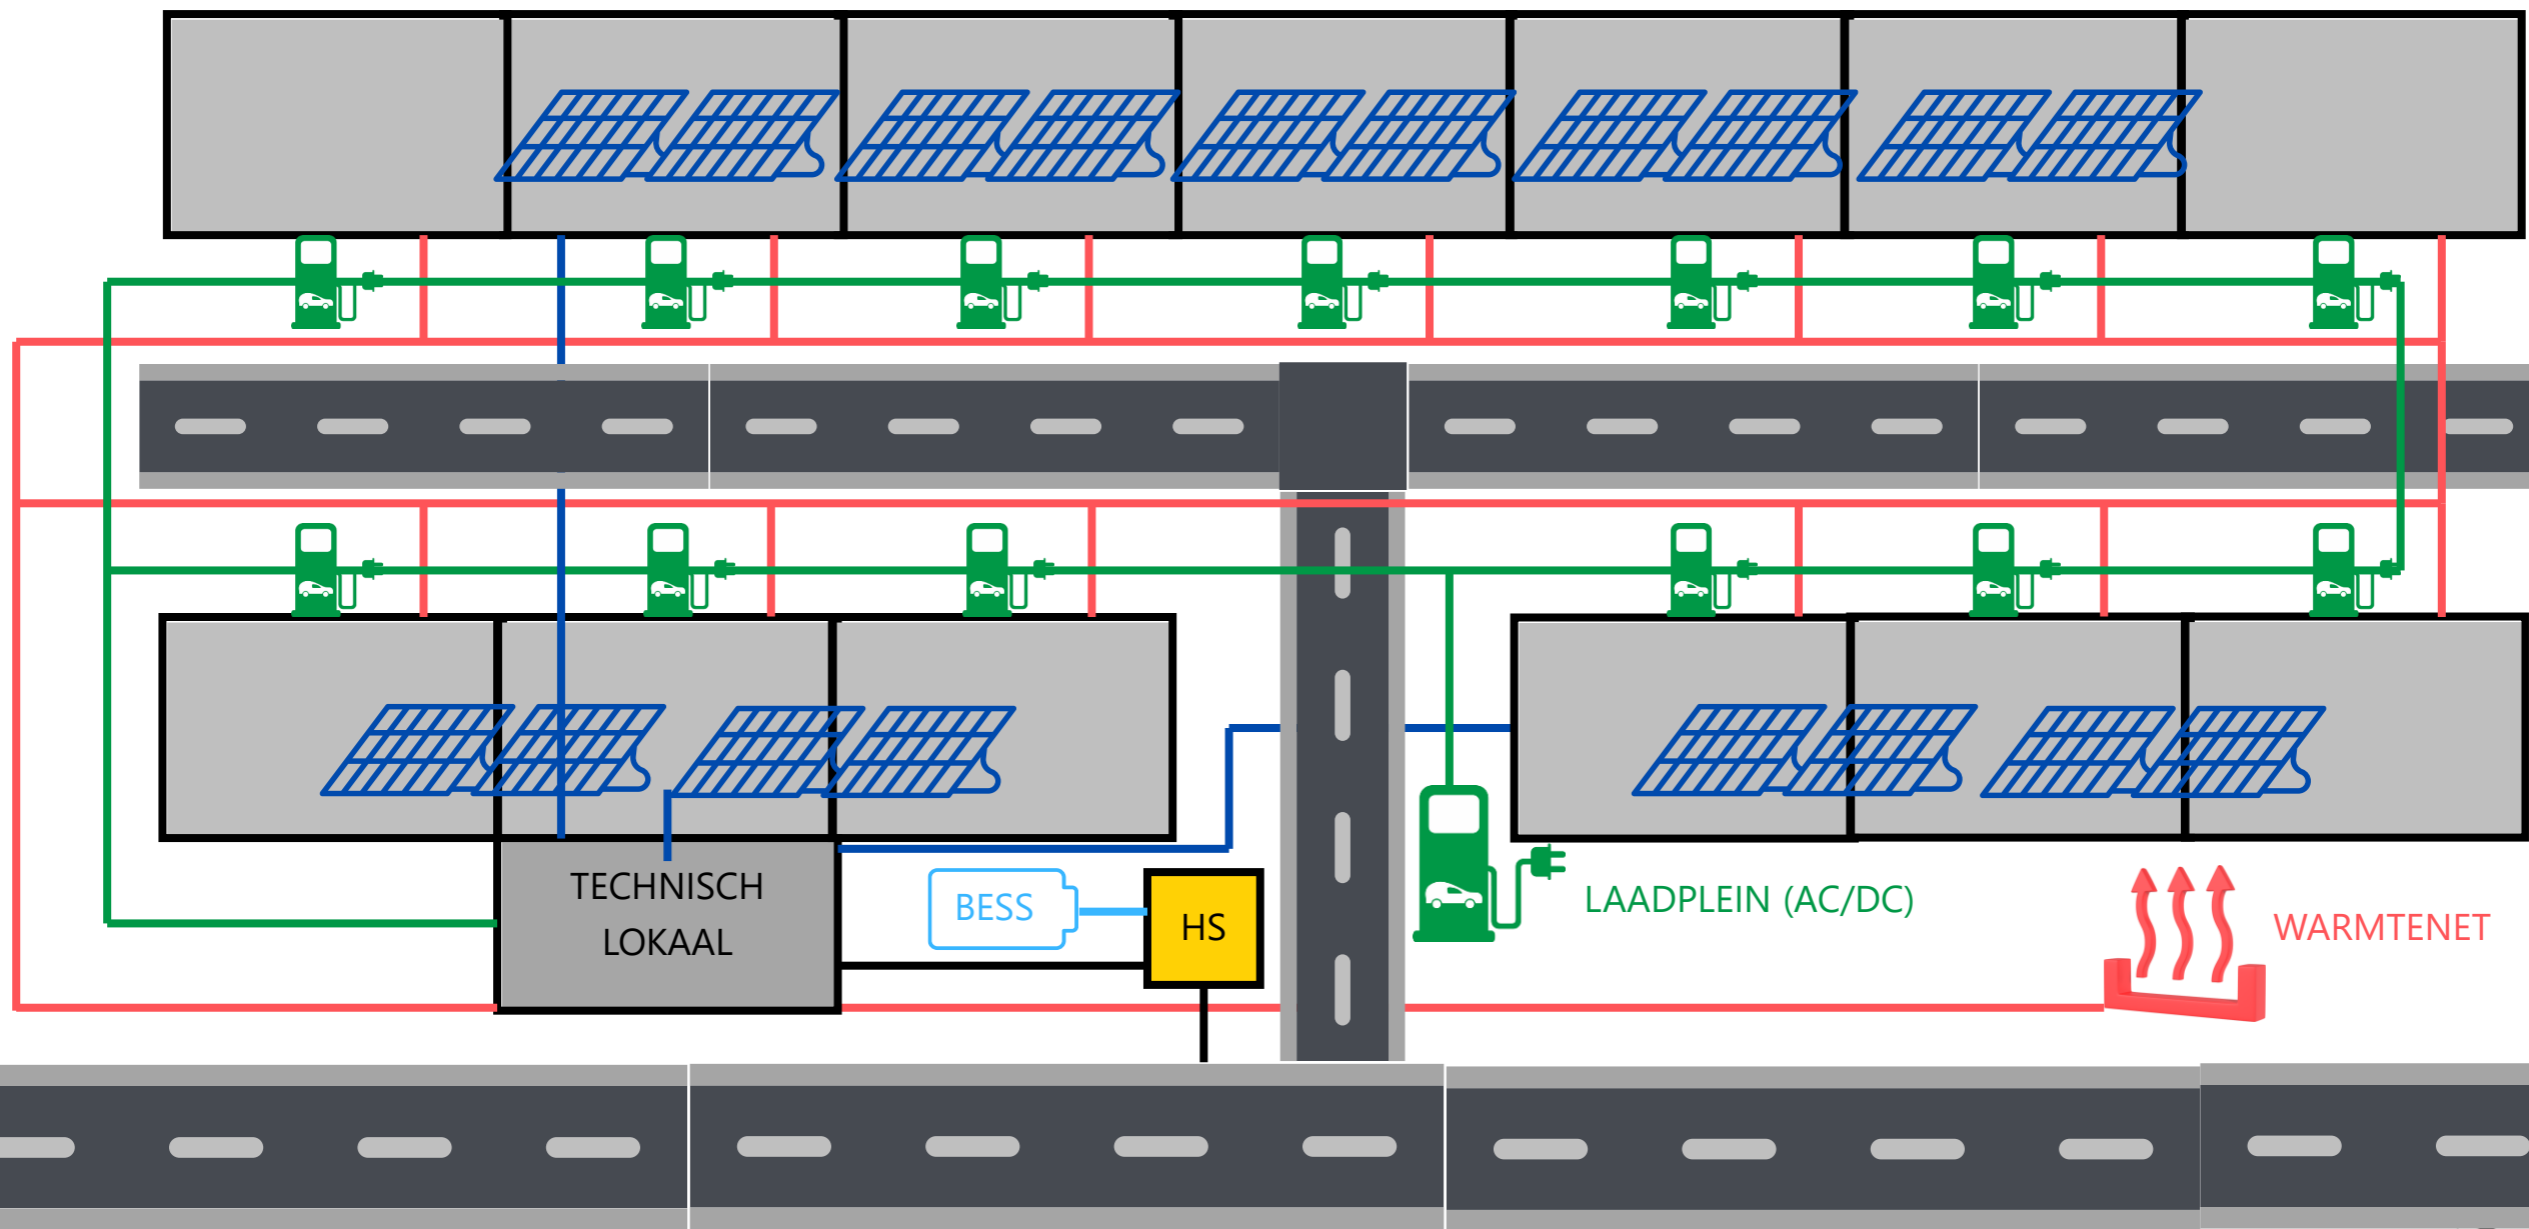 TECHNISCH
LOKAAL
BESS
HS
LAADPLEIN (AC/DC)
WARMTENET